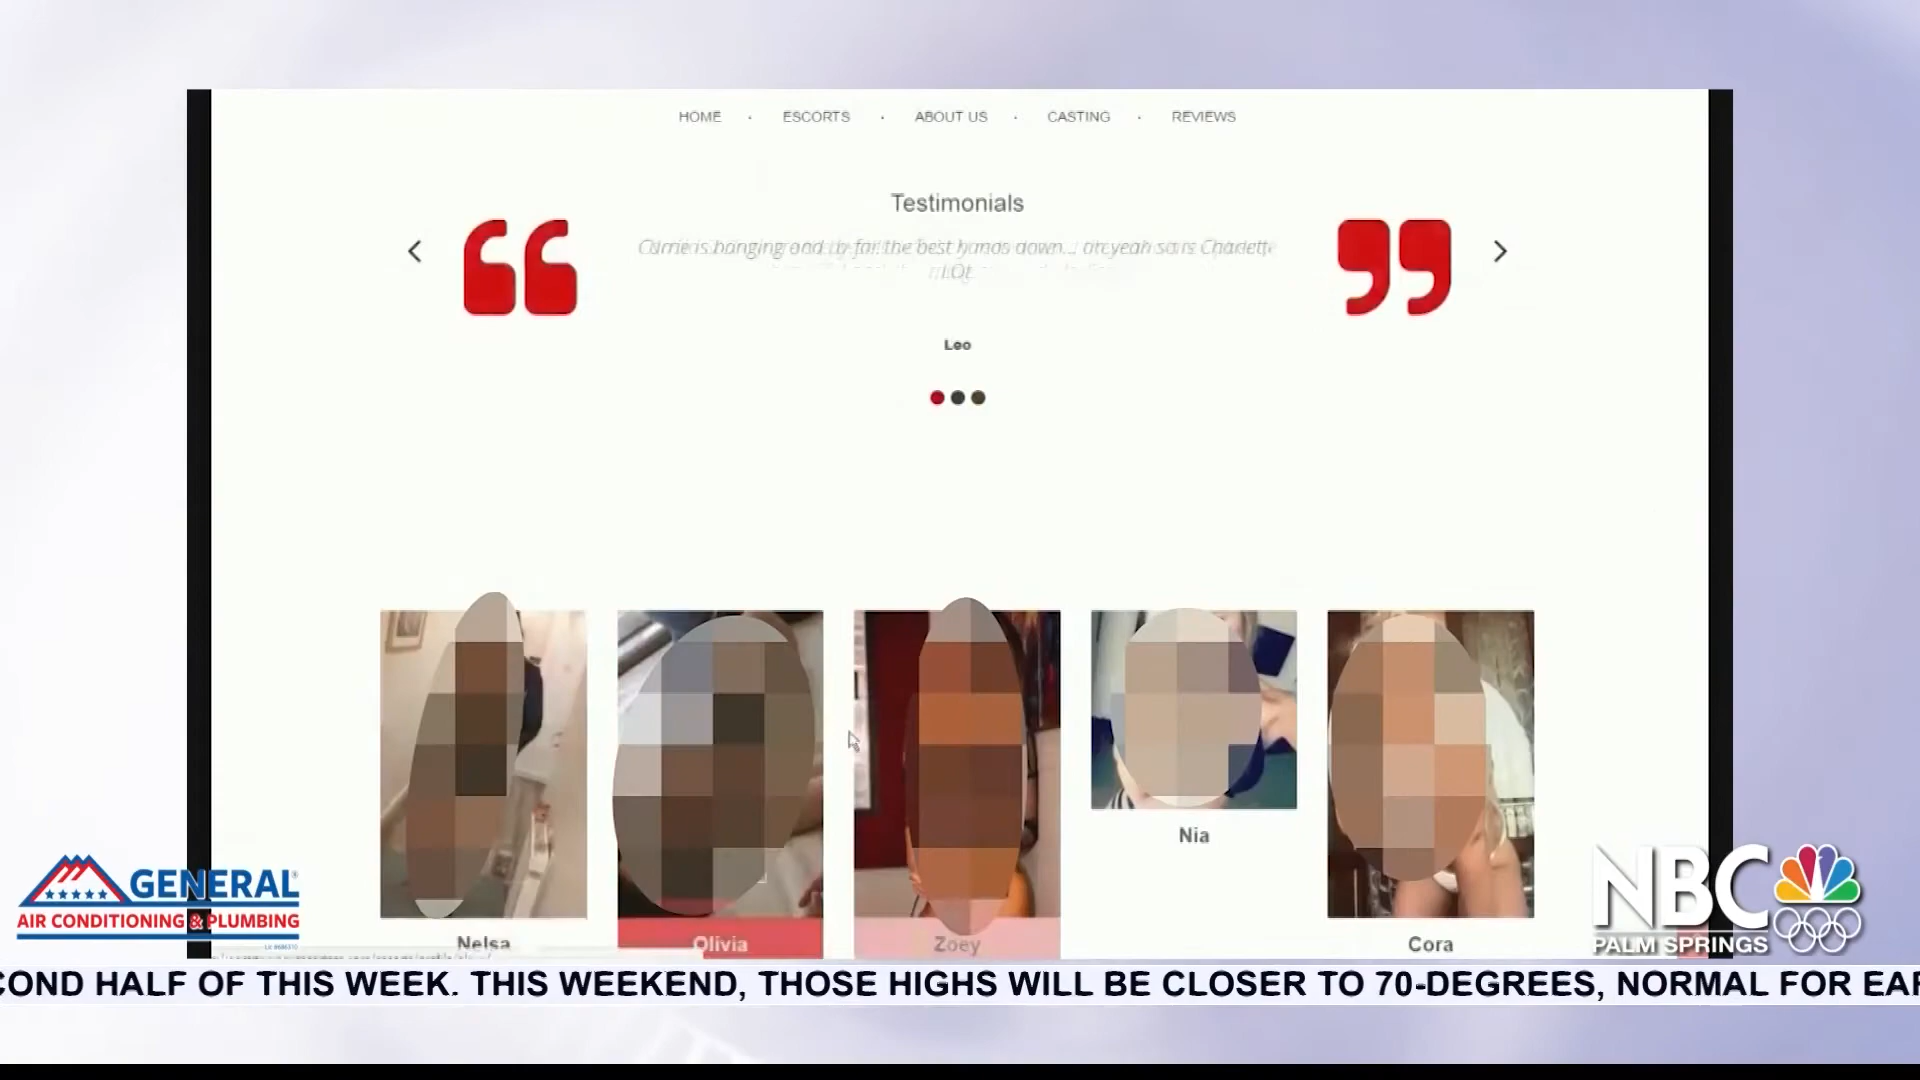 HOME · ESCORTS · ABOUT US · CASTING · REVIEWS
Testimonials
Leo
Nia
Nelsa
Olivia
Zoey
Cora
GENERAL
AIR CONDITIONING & PLUMBING
NBC
PALM SPRINGS
COND HALF OF THIS WEEK. THIS WEEKEND, THOSE HIGHS WILL BE CLOSER TO 70-DEGREES, NORMAL FOR EAR